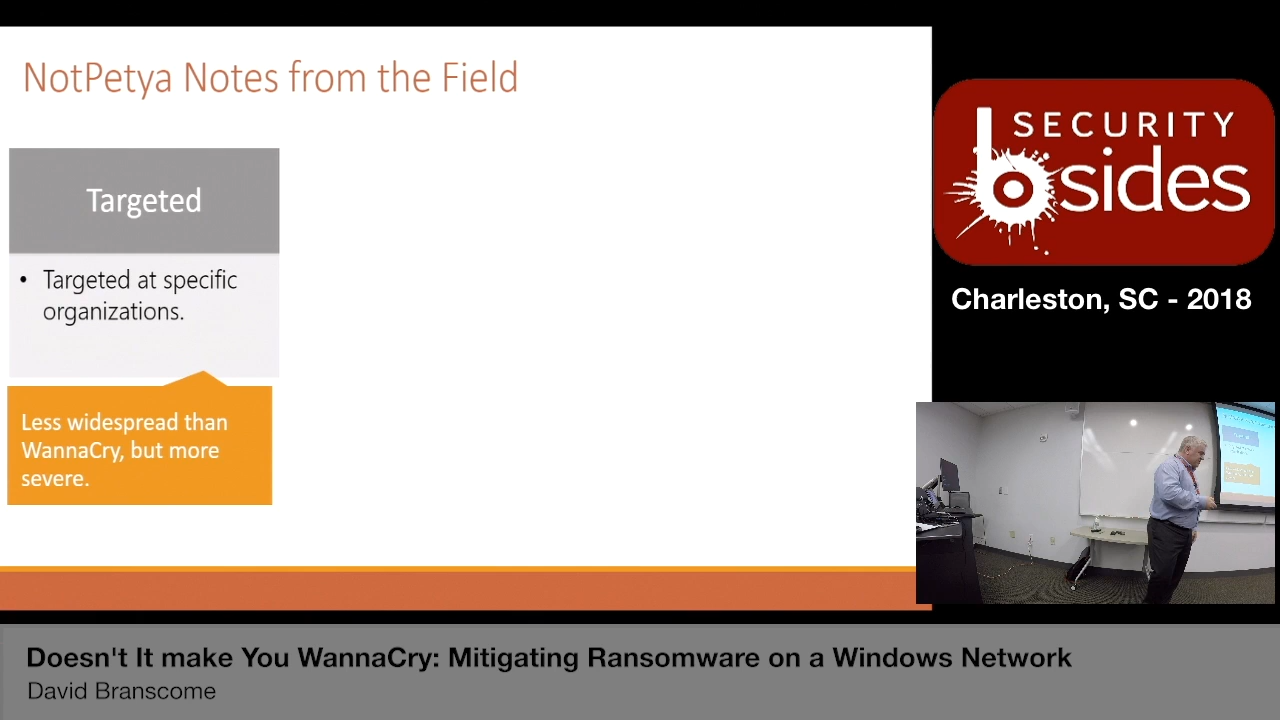 NotPetya Notes from the Field
Targeted
• Targeted at specific
organizations.
Less widespread than
WannaCry, but more
severe.
SECURITY
bsides
Charleston, SC - 2018
Doesn't It make You WannaCry: Mitigating Ransomware on a Windows Network
David Branscome